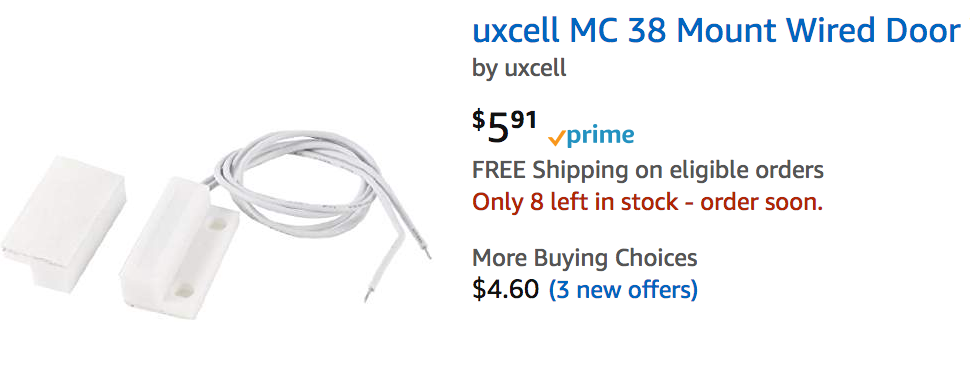 uxcell MC 38 Mount Wired Door
by uxcell
$5 91 prime
FREE Shipping on eligible orders
Only 8 left in stock - order soon.
More Buying Choices
$4.60 (3 new offers)